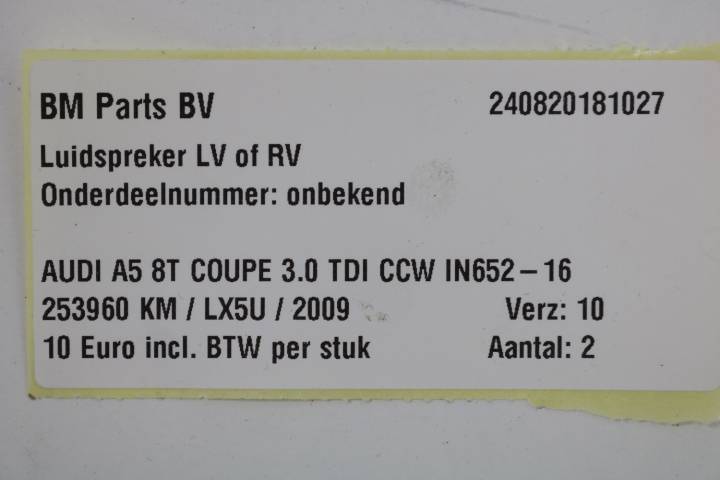 BM Parts BV 240820181027
Luidspreker LV of RV
Onderdeelnummer: onbekend
AUDI A5 8T COUPE 3.0 TDI CCW IN652-16
253960 KM / LX5U / 2009 Verz: 10
10 Euro incl. BTW per stuk Aantal: 2